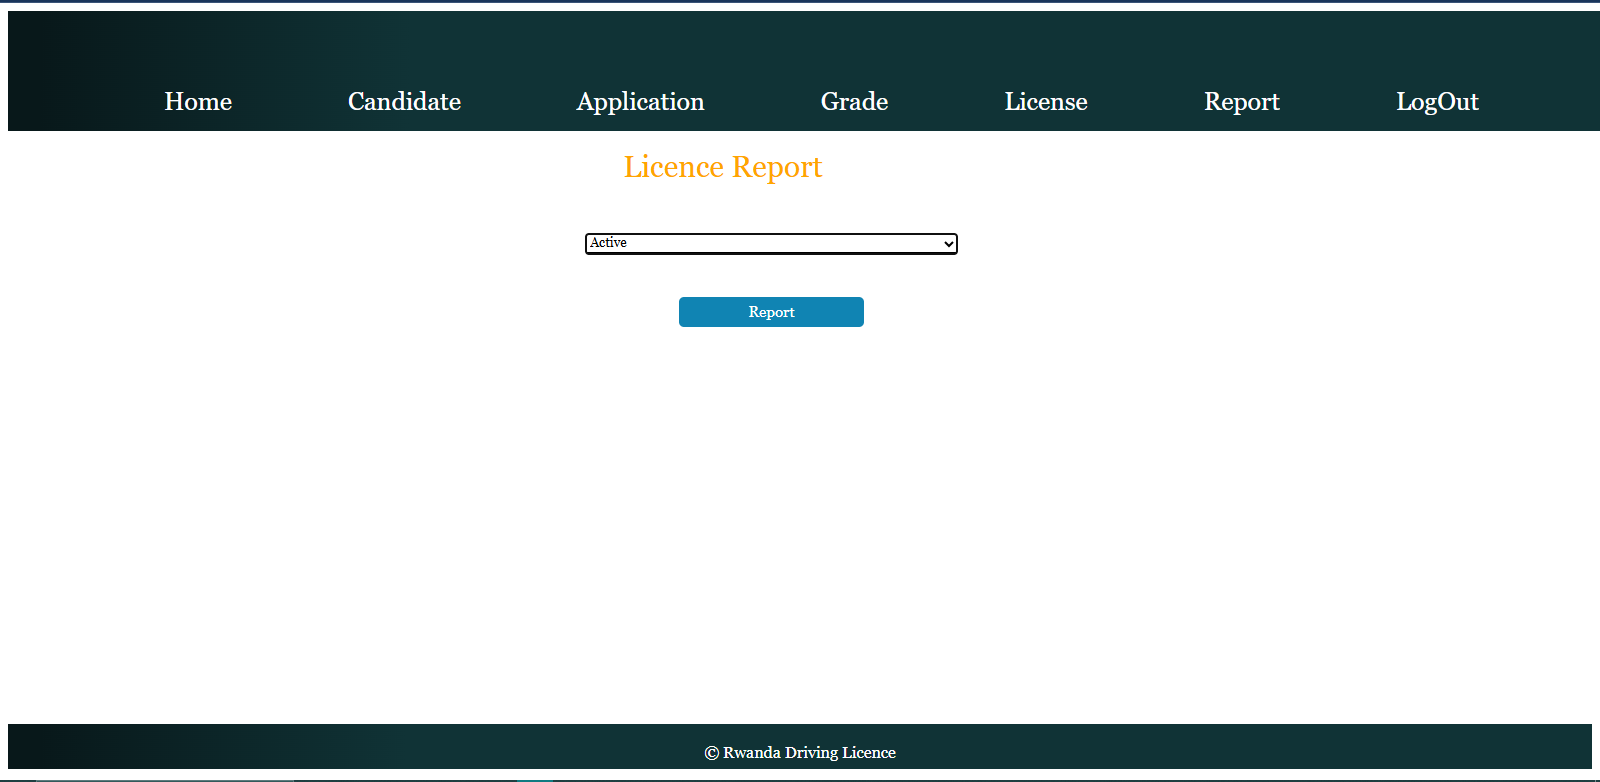 Home Candidate Application Grade License Report LogOut
Licence Report
Active
Report
© Rwanda Driving Licence